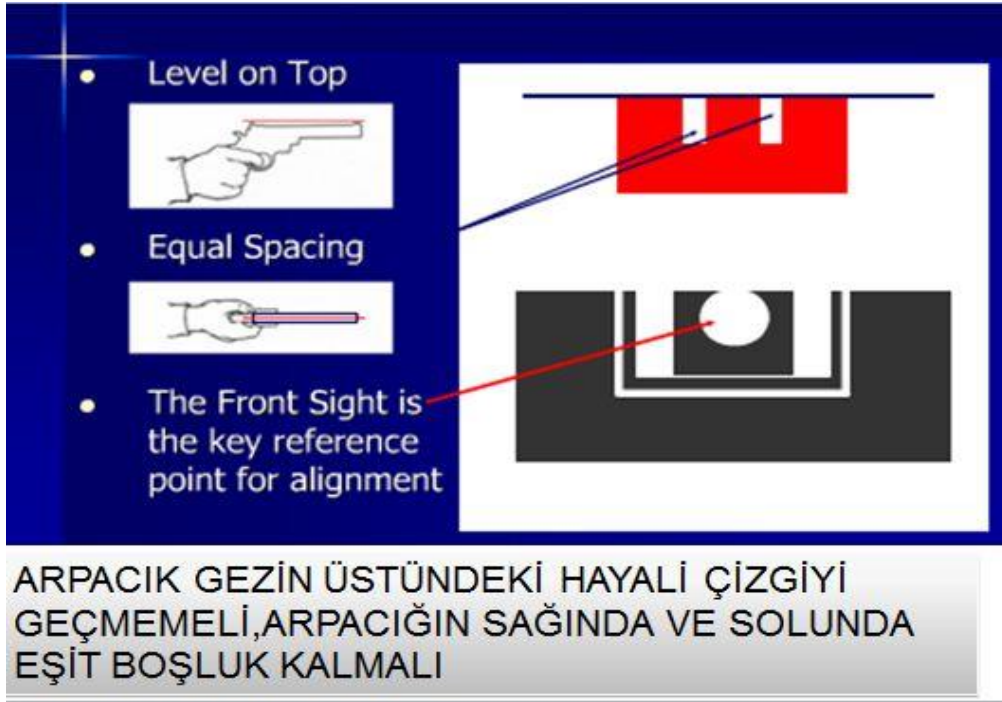 Level on Top
Equal Spacing
The Front Sight is
the key reference
point for alignment
ARPACIK GEZİN ÜSTÜNDEKİ HAYALİ ÇİZGİYİ
GEÇMEMELİ,ARPACIĞIN SAĞINDA VE SOLUNDA
EŞİT BOŞLUK KALMALI